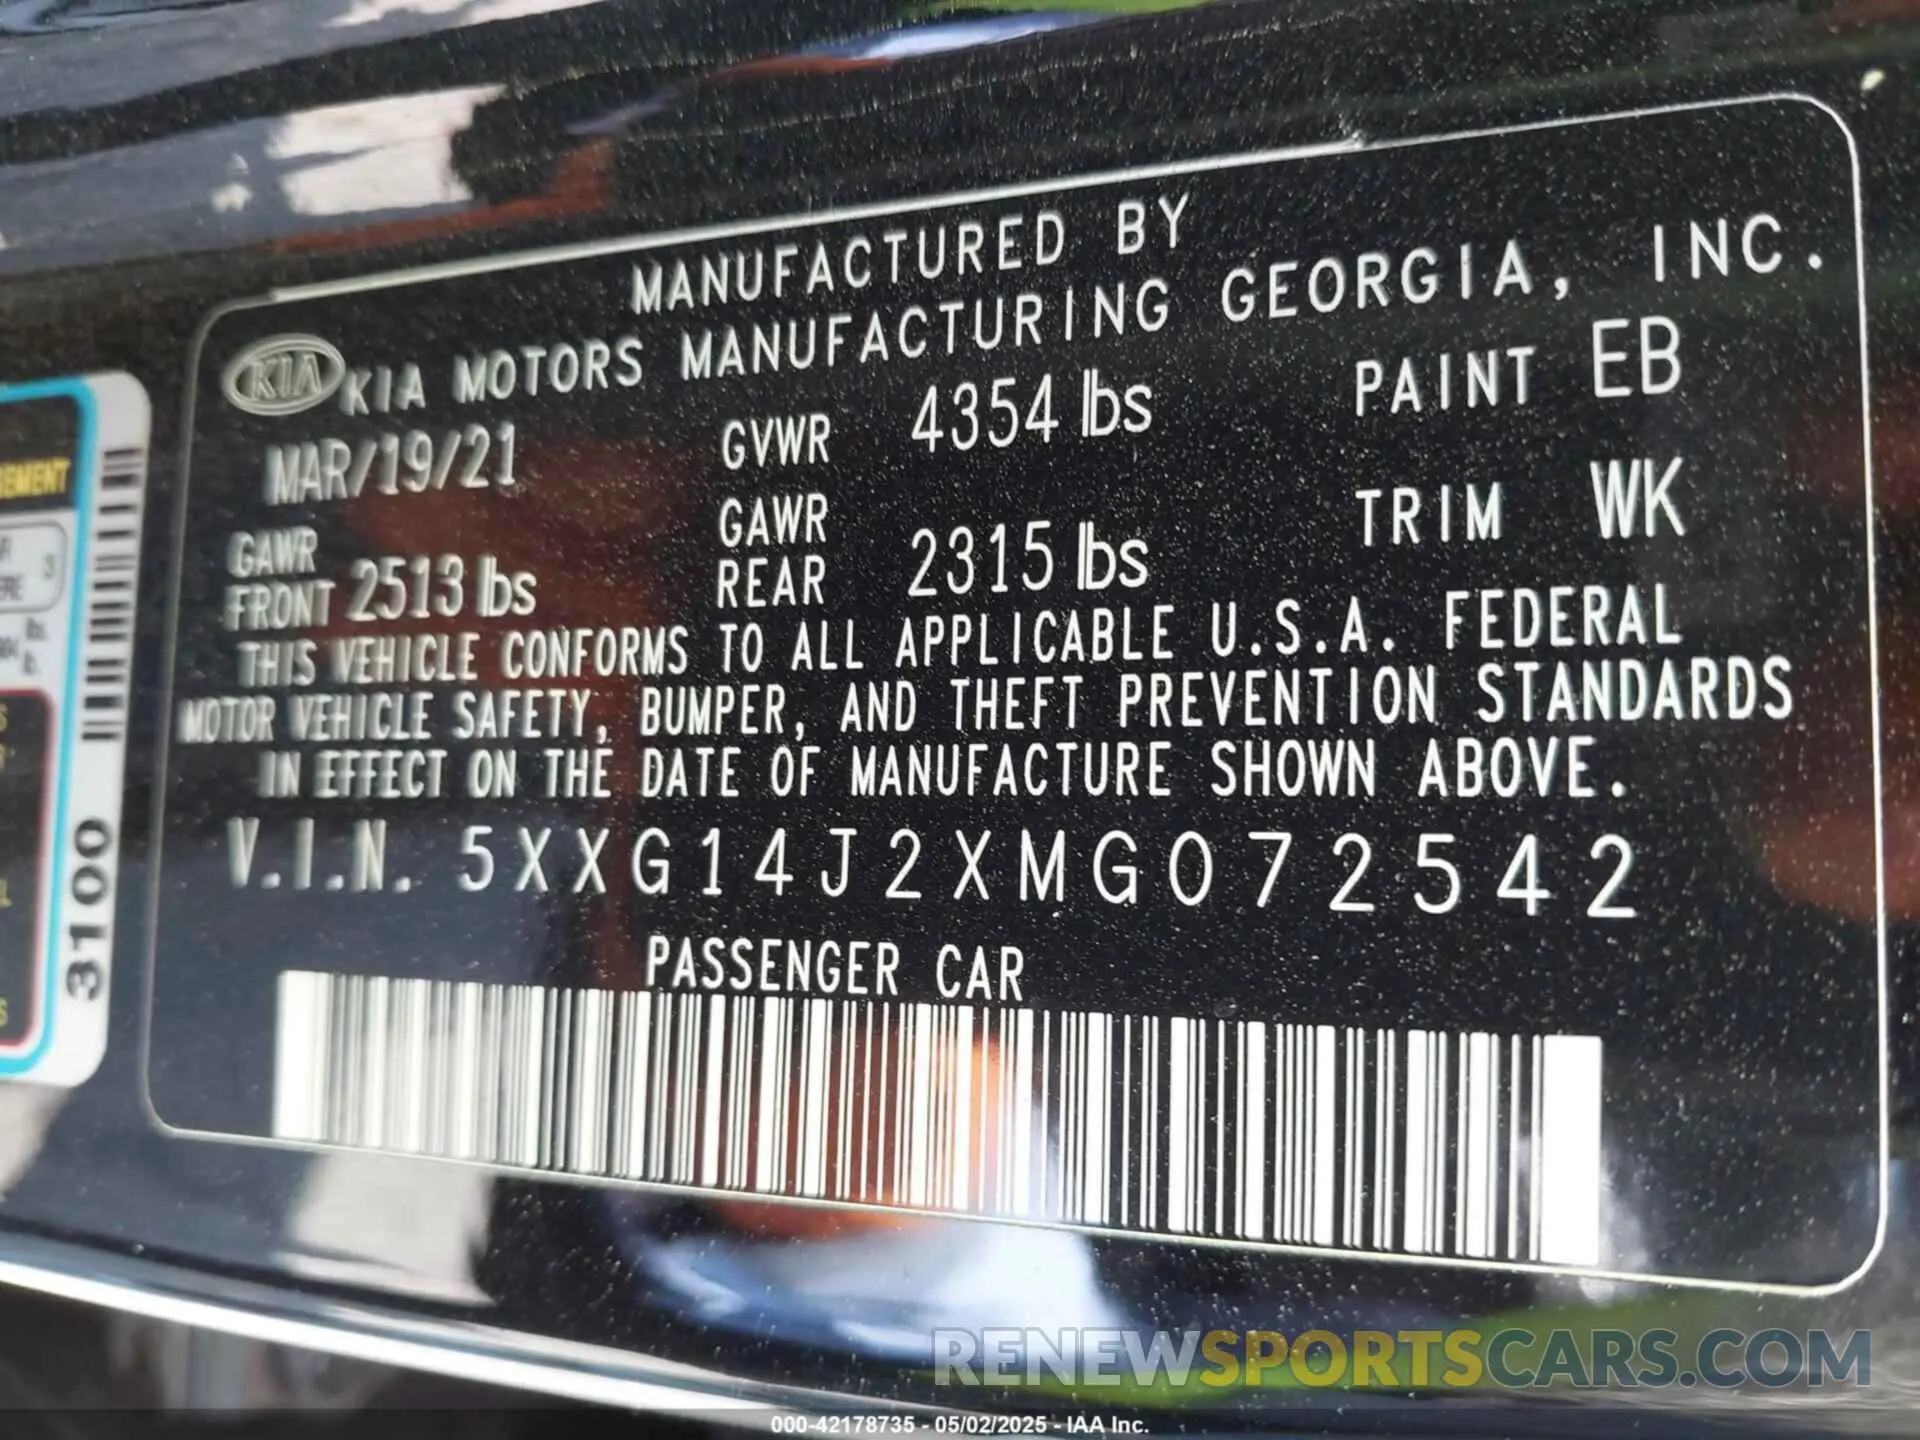 MANUFACTURED BY
KIA KIA MOTORS MANUFACTURING GEORGIA, INC.
MAR/19/21 GVWR 4354 lbs PAINT EB
GAWR FRONT 2513 lbs GAWR REAR 2315 lbs TRIM WK
THIS VEHICLE CONFORMS TO ALL APPLICABLE U.S.A. FEDERAL
MOTOR VEHICLE SAFETY, BUMPER, AND THEFT PREVENTION STANDARDS
IN EFFECT ON THE DATE OF MANUFACTURE SHOWN ABOVE.
V.I.N. 5XXG14J2XMG072542
PASSENGER CAR
3100
RENEWSPORTSCARS.COM
000-42178735 - 05/02/2025 - IAA Inc.